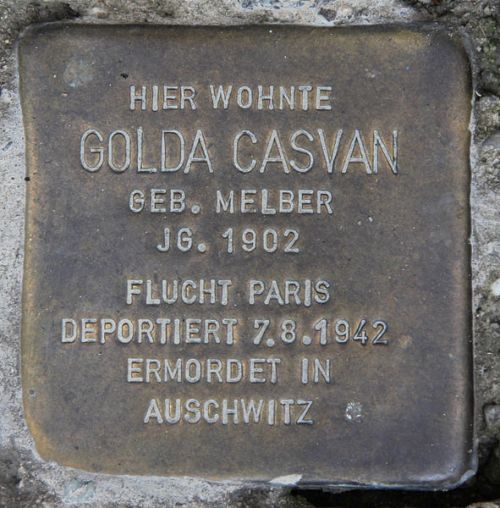 HIER WOHNTE
GOLDA CASVAN
GEB. MELBER
JG. 1902
FLUCHT PARIS
DEPORTIERT 7.8.1942
ERMORDET IN
AUSCHWITZ